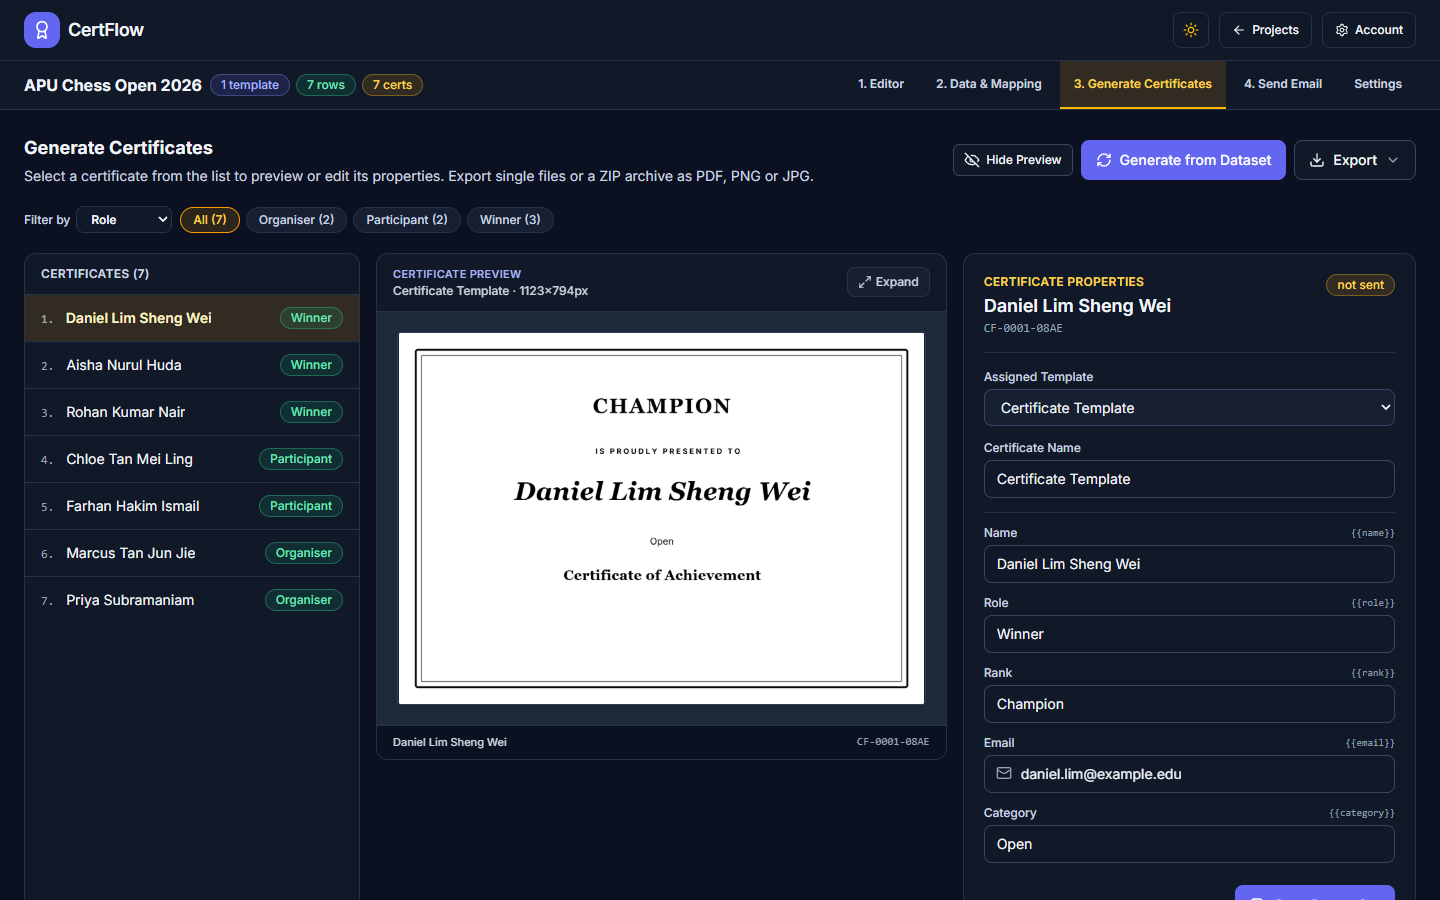 CertFlow
Projects
Account
APU Chess Open 2026
1 template
7 rows
7 certs
1. Editor
2. Data & Mapping
3. Generate Certificates
4. Send Email
Settings
Generate Certificates
Select a certificate from the list to preview or edit its properties. Export single files or a ZIP archive as PDF, PNG or JPG.
Hide Preview
Generate from Dataset
Export
Filter by
Role
All (7)
Organiser (2)
Participant (2)
Winner (3)
CERTIFICATES (7)
1. Daniel Lim Sheng Wei Winner
2. Aisha Nurul Huda Winner
3. Rohan Kumar Nair Winner
4. Chloe Tan Mei Ling Participant
5. Farhan Hakim Ismail Participant
6. Marcus Tan Jun Jie Organiser
7. Priya Subramaniam Organiser
CERTIFICATE PREVIEW
Certificate Template · 1123×794px
Expand
CHAMPION
IS PROUDLY PRESENTED TO
Daniel Lim Sheng Wei
Open
Certificate of Achievement
Daniel Lim Sheng Wei
CF-0001-08AE
CERTIFICATE PROPERTIES
not sent
Daniel Lim Sheng Wei
CF-0001-08AE
Assigned Template
Certificate Template
Certificate Name
Certificate Template
Name {{name}}
Daniel Lim Sheng Wei
Role {{role}}
Winner
Rank {{rank}}
Champion
Email {{email}}
daniel.lim@example.edu
Category {{category}}
Open